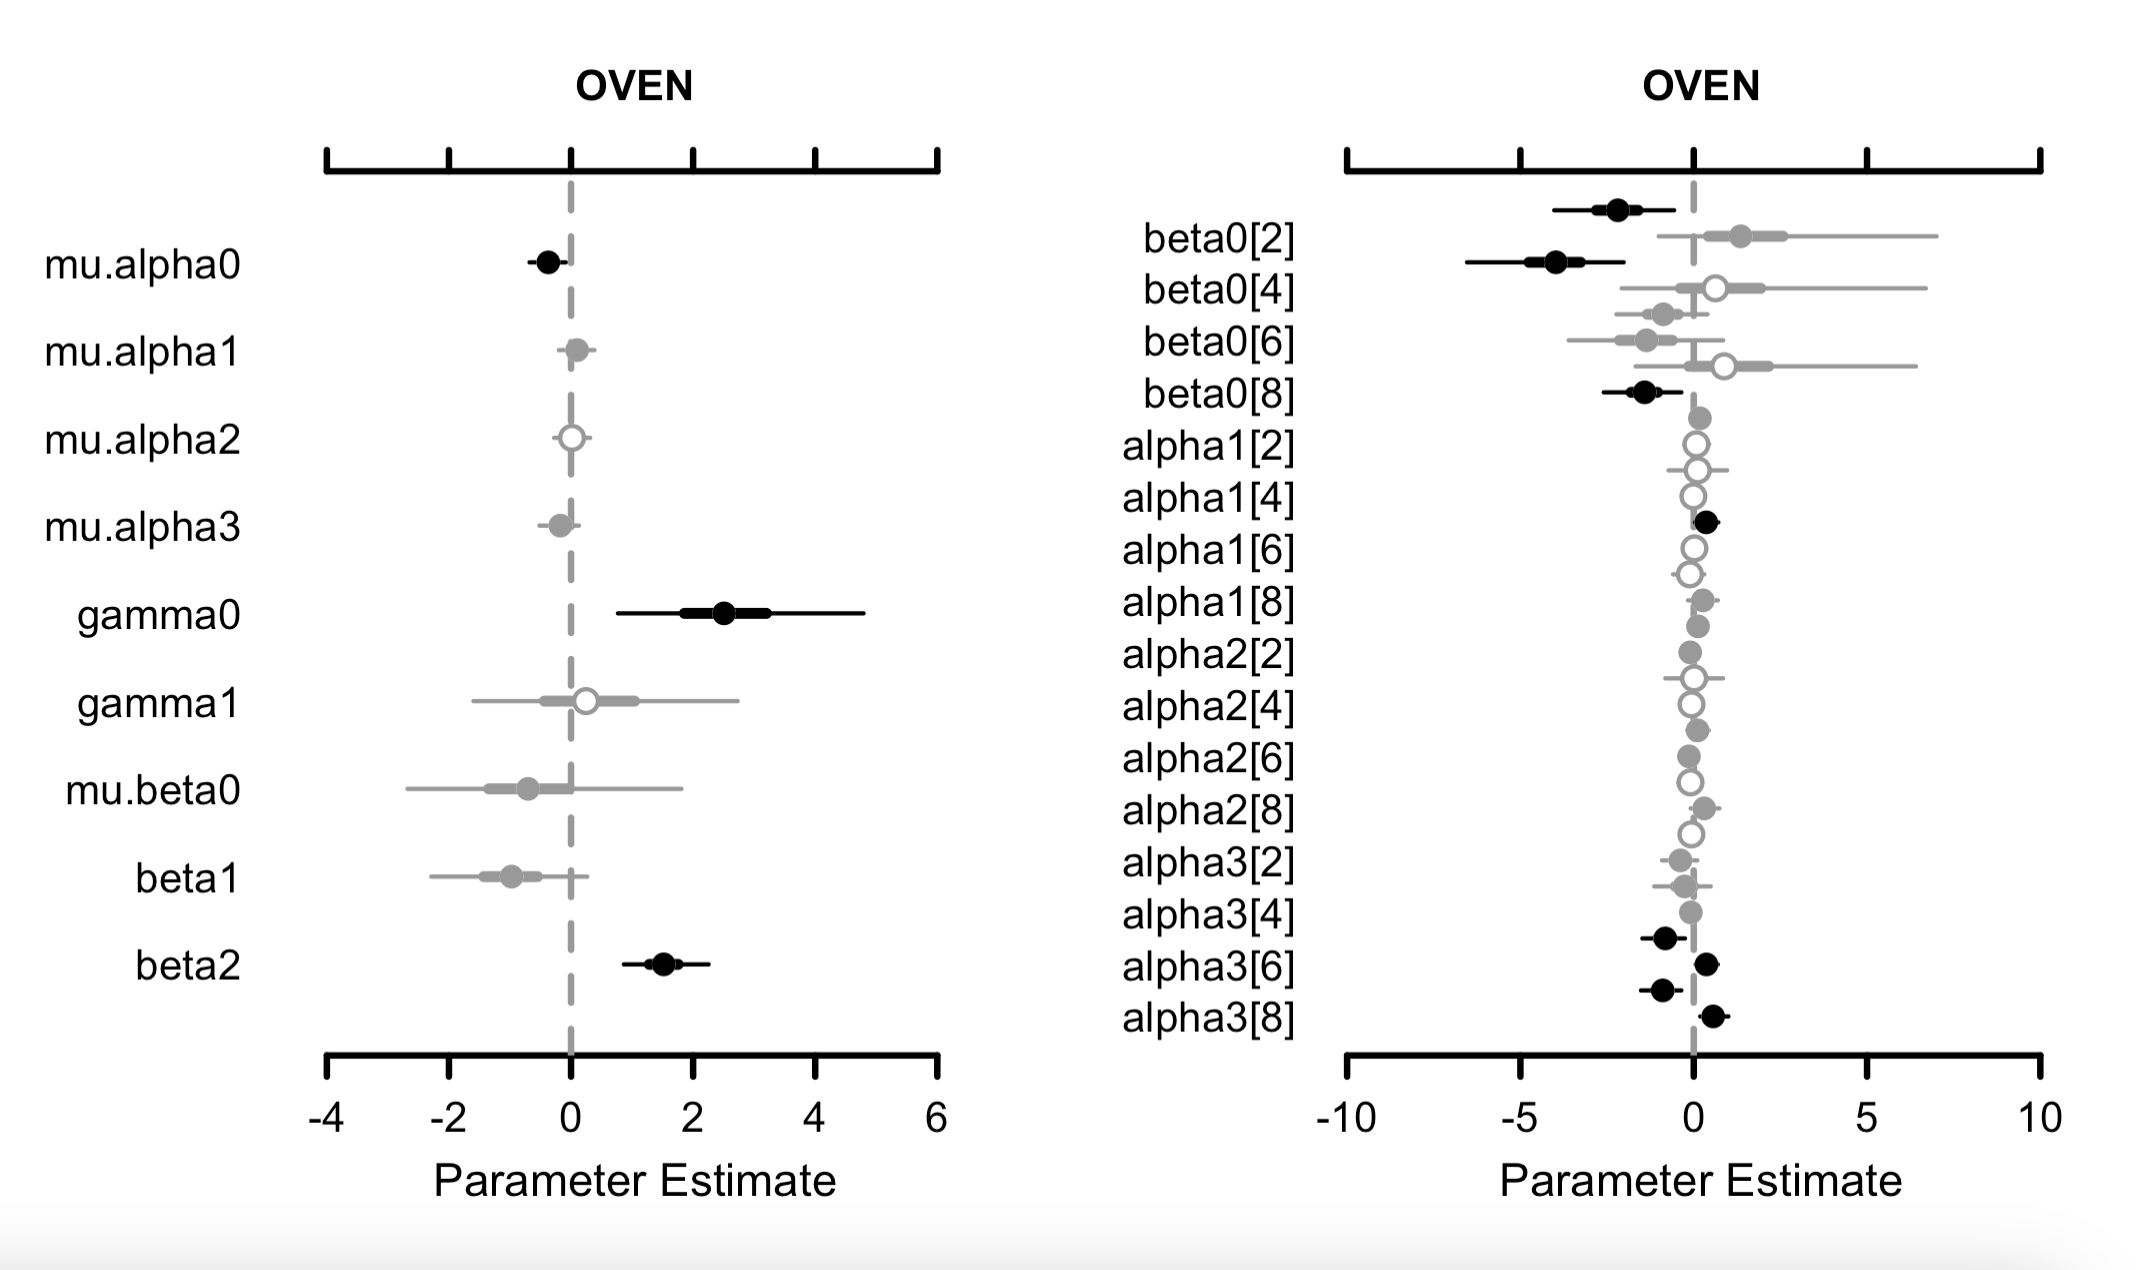 OVEN
mu.alpha0
mu.alpha1
mu.alpha2
mu.alpha3
gamma0
gamma1
mu.beta0
beta1
beta2
-4 -2 0 2 4 6
Parameter Estimate
OVEN
beta0[2]
beta0[4]
beta0[6]
beta0[8]
alpha1[2]
alpha1[4]
alpha1[6]
alpha1[8]
alpha2[2]
alpha2[4]
alpha2[6]
alpha2[8]
alpha3[2]
alpha3[4]
alpha3[6]
alpha3[8]
-10 -5 0 5 10
Parameter Estimate